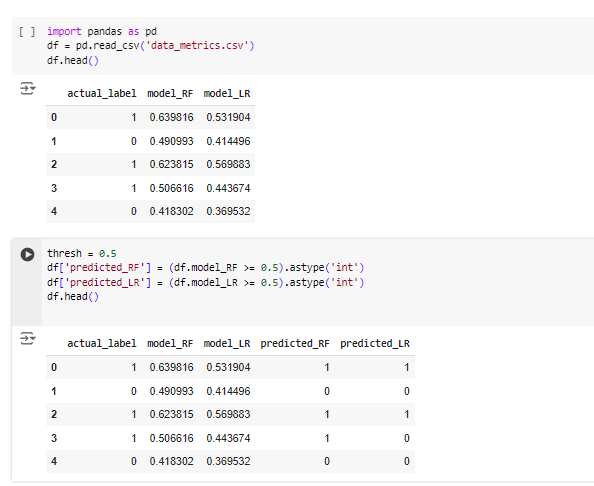 [ ] import pandas as pd
df = pd.read_csv('data_metrics.csv')
df.head()
actual_label model_RF model_LR
0 1 0.639816 0.531904
1 0 0.490993 0.414496
2 1 0.623815 0.569883
3 1 0.506616 0.443674
4 0 0.418302 0.369532
thresh = 0.5
df['predicted_RF'] = (df.model_RF >= 0.5).astype('int')
df['predicted_LR'] = (df.model_LR >= 0.5).astype('int')
df.head()
actual_label model_RF model_LR predicted_RF predicted_LR
0 1 0.639816 0.531904 1 1
1 0 0.490993 0.414496 0 0
2 1 0.623815 0.569883 1 1
3 1 0.506616 0.443674 1 0
4 0 0.418302 0.369532 0 0